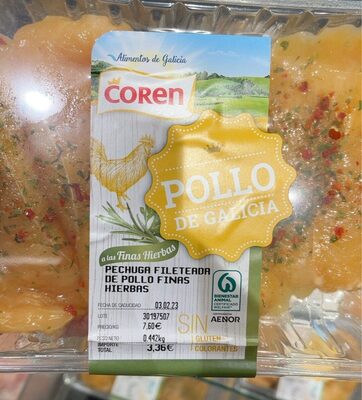 Alimentos de Galicia
COREN
POLLO
DE GALICIA
a las Finas Hierbas
PECHUGA FILETEADA
DE POLLO FINAS
HIERBAS
FECHA DE CADUCIDAD 03.02.23
LOTE 30197507
PRECIO/KG 7,60€
PESO NETO 0,442kg
IMPORTE
TOTAL 3,36€
SIN
GLUTEN
COLORANTES
BIENESTAR
ANIMAL
CERTIFICADO
AENOR